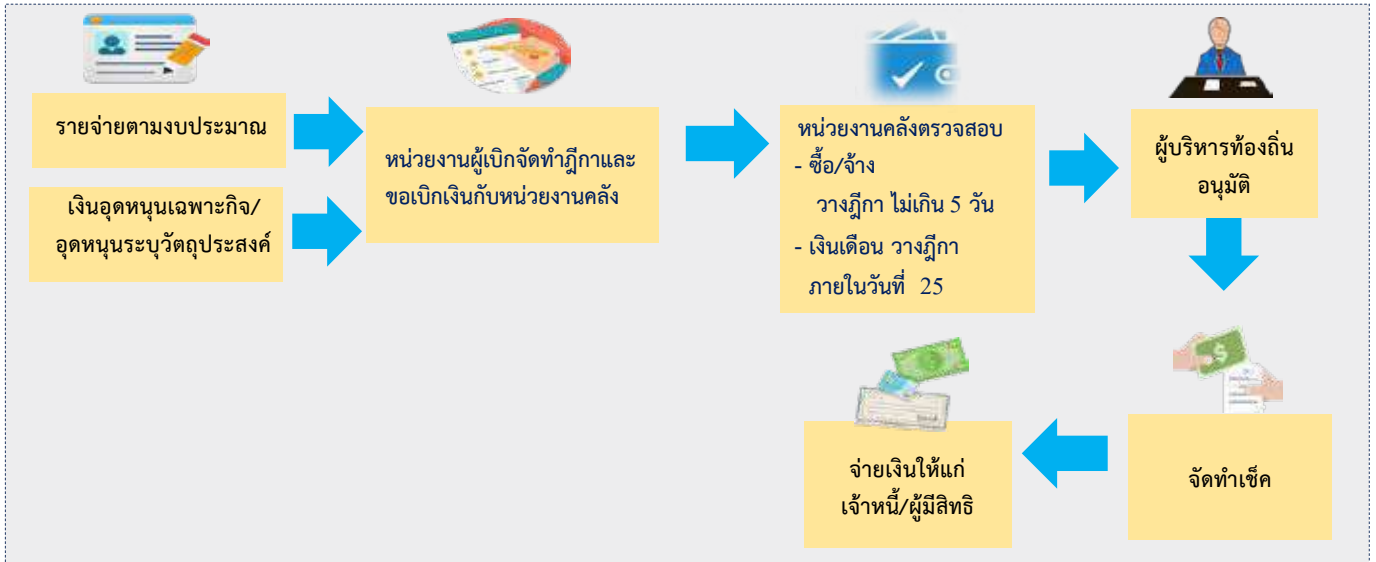 รายจ่ายตามงบประมาณ
เงินอุดหนุนเฉพาะกิจ/
อุดหนุนระบุวัตถุประสงค์
หน่วยงานผู้เบิกจัดทำฎีกาและ
ขอเบิกเงินกับหน่วยงานคลัง
หน่วยงานคลังตรวจสอบ
- ซื้อ/จ้าง
วางฎีกา ไม่เกิน 5 วัน
- เงินเดือน วางฎีกา
ภายในวันที่ 25
ผู้บริหารท้องถิ่น
อนุมัติ
จัดทำเช็ค
จ่ายเงินให้แก่
เจ้าหนี้/ผู้มีสิทธิ